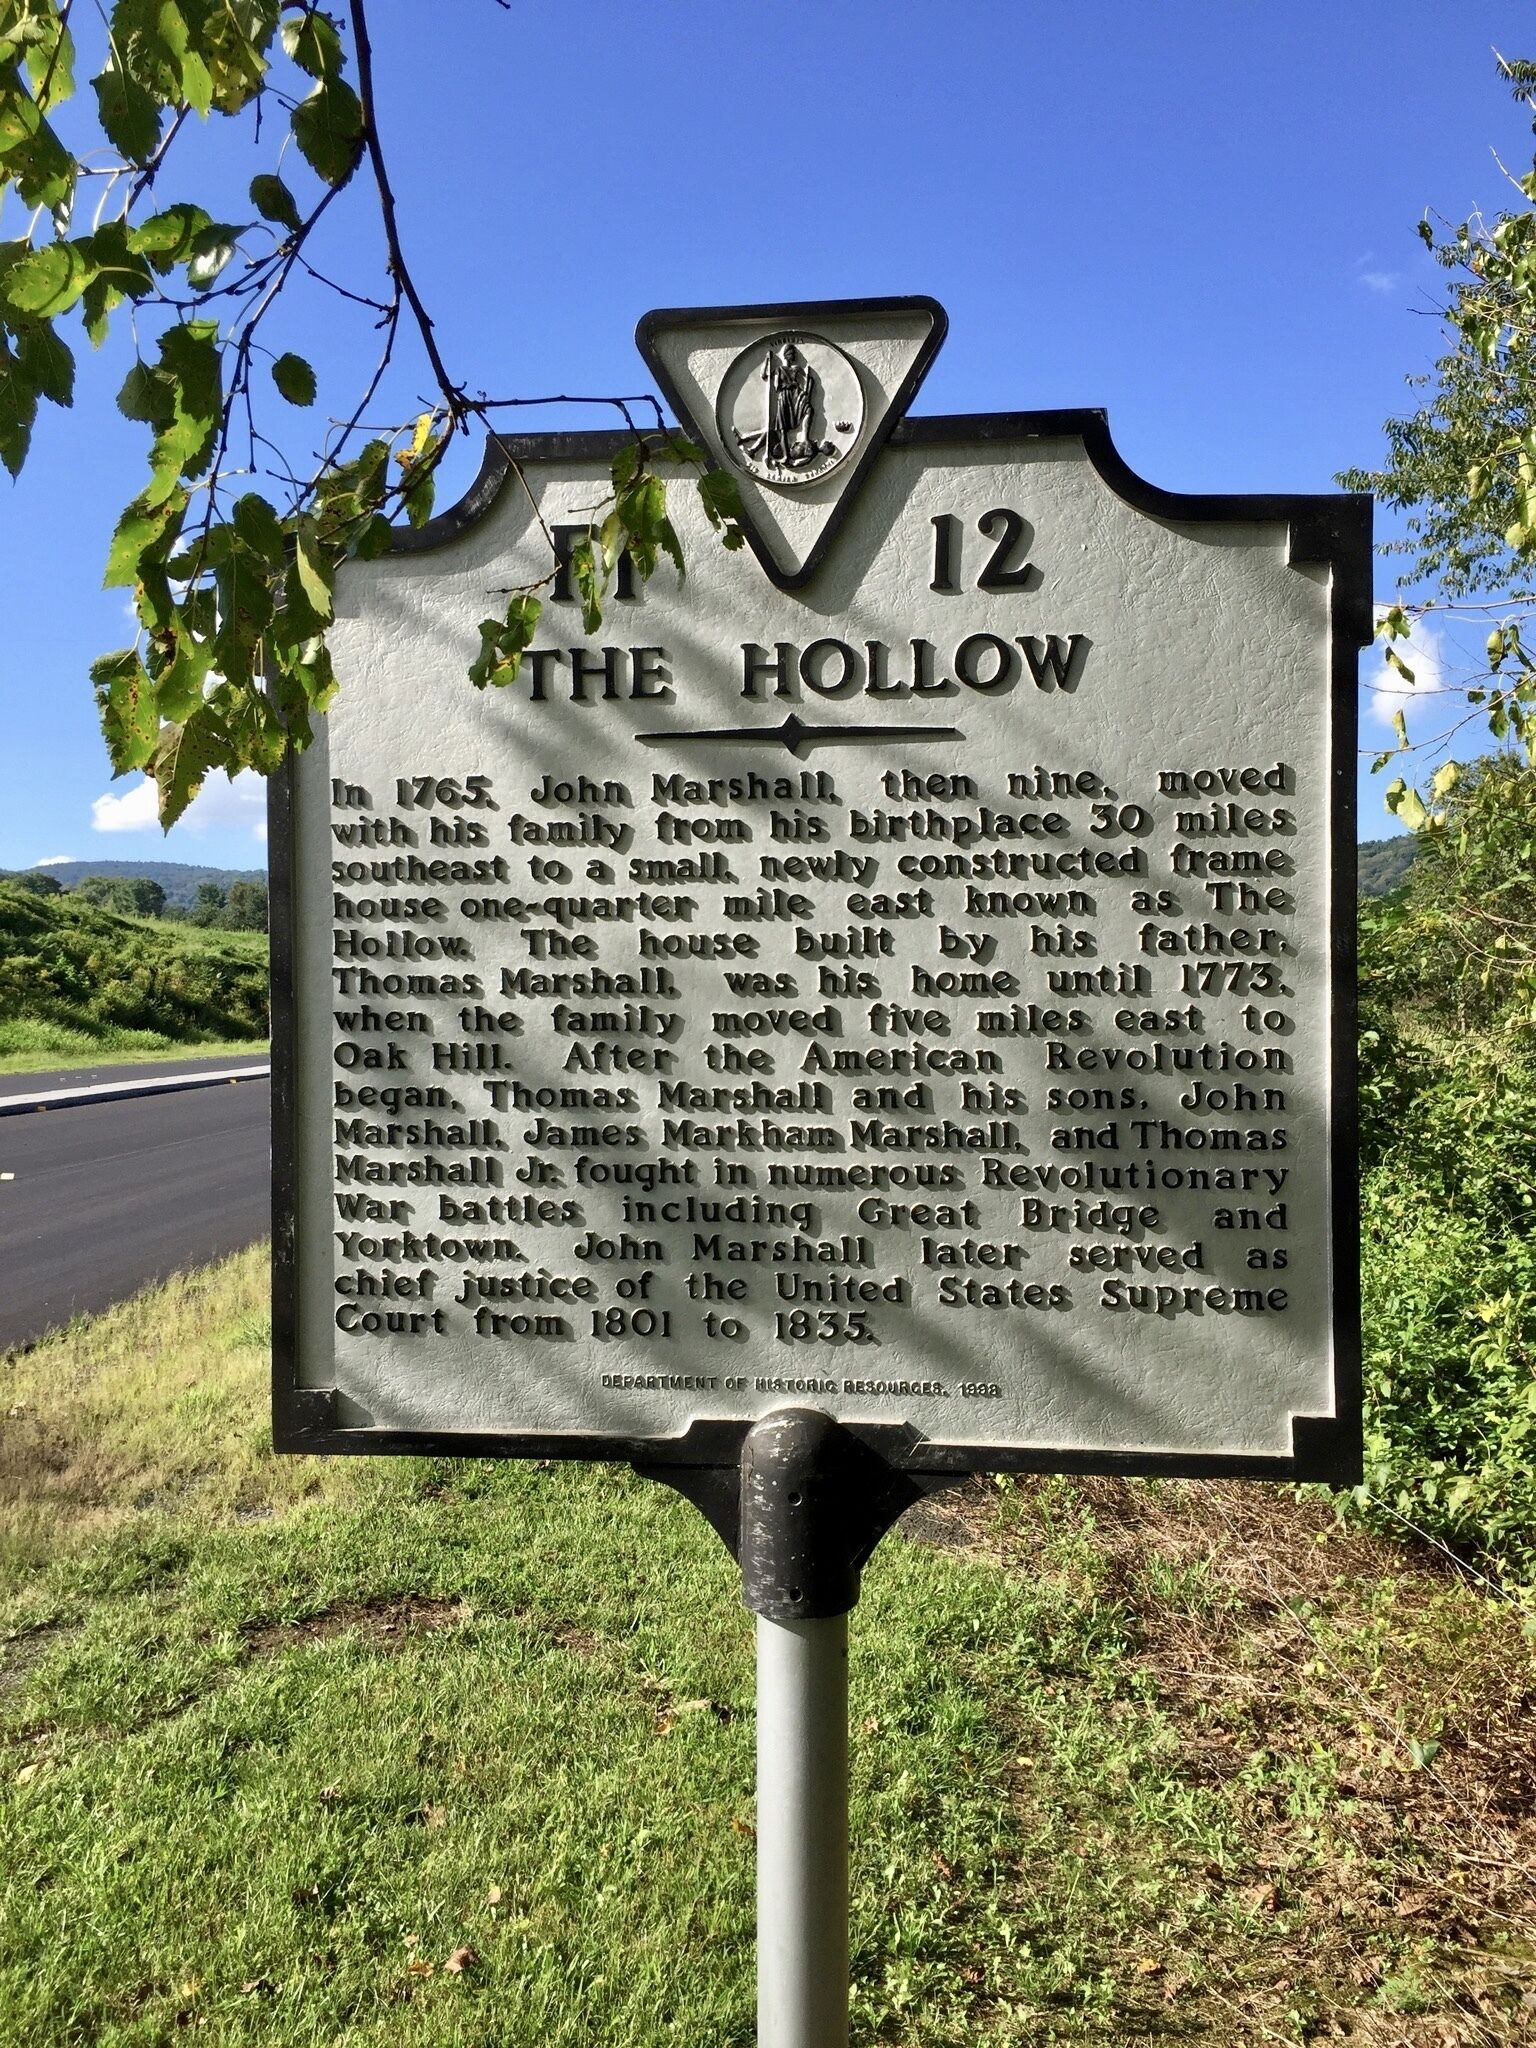 12
THE HOLLOW
In 1765, John Marshall, then nine, moved
with his family from his birthplace 30 miles
southeast to a small, newly constructed frame
house one-quarter mile east known as The
Hollow. The house built by his father,
Thomas Marshall, was his home until 1773,
when the family moved five miles east to
Oak Hill. After the American Revolution
began, Thomas Marshall and his sons, John
Marshall, James Markham Marshall, and Thomas
Marshall Jr. fought in numerous Revolutionary
War battles including Great Bridge and
Yorktown. John Marshall later served as
chief justice of the United States Supreme
Court from 1801 to 1835.
DEPARTMENT OF HISTORIC RESOURCES, 1998